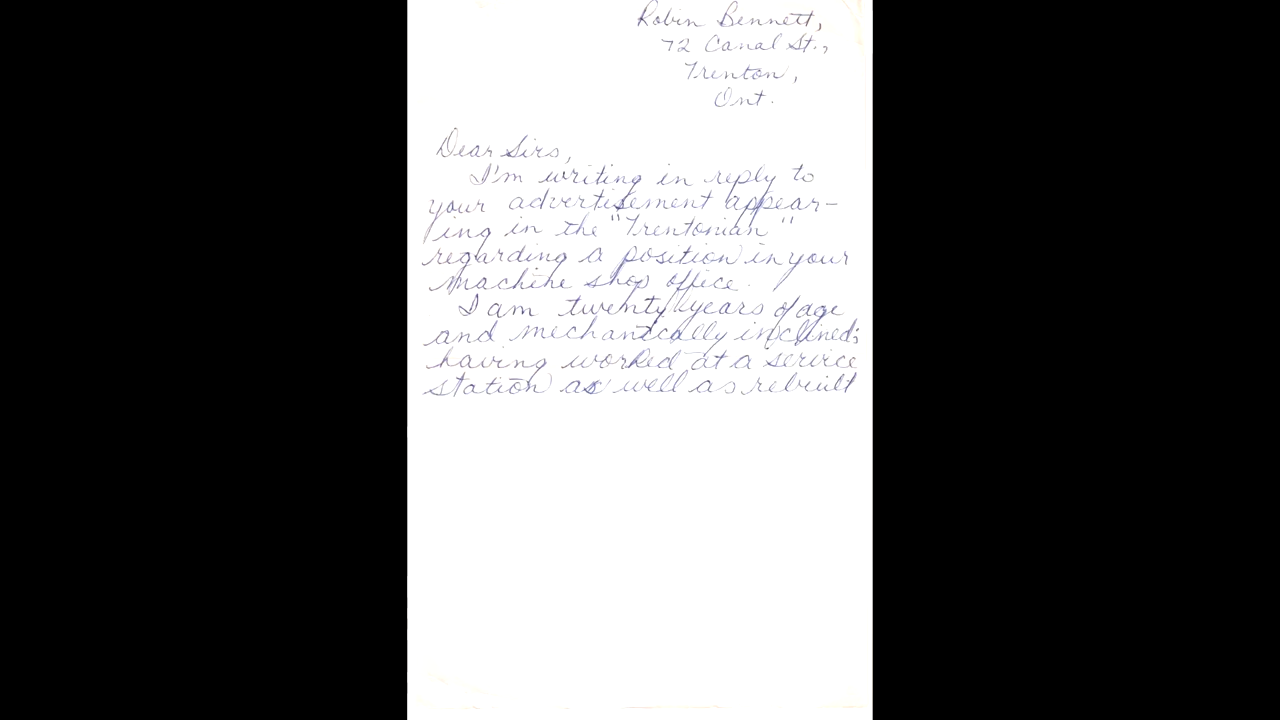 Robin Bennett,
72 Canal St.,
Trenton,
Ont.
Dear Sirs,
I'm writing in reply to
your advertisement appear-
ing in the "Trentonian"
regarding a position in your
machine shop office.
I am twenty years of age
and mechanically inclined;
having worked at a service
station as well as rebuilt